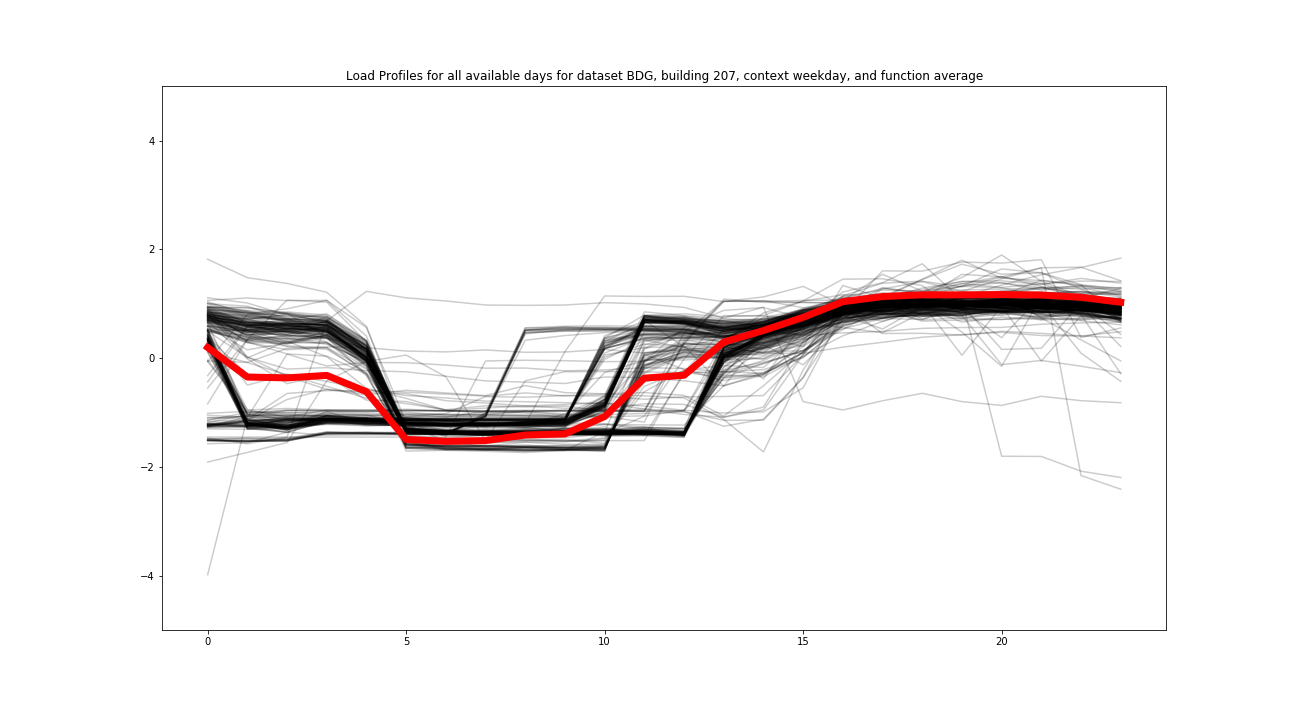 Load Profiles for all available days for dataset BDG, building 207, context weekday, and function average
4
2
0
−2
−4
0 5 10 15 20